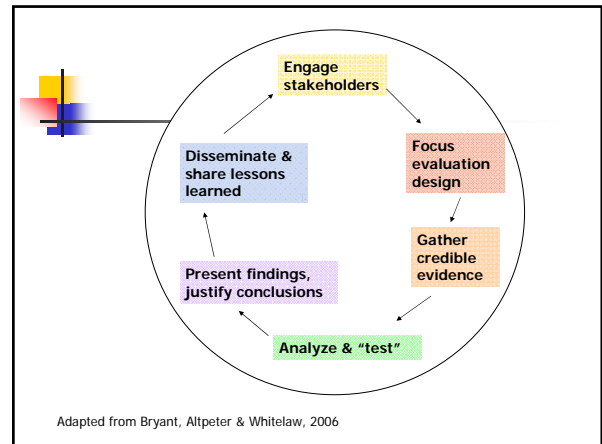 Engage
stakeholders
Focus
evaluation
design
Gather
credible
evidence
Analyze & “test”
Present findings,
justify conclusions
Disseminate &
share lessons
learned
Adapted from Bryant, Altpeter & Whitelaw, 2006